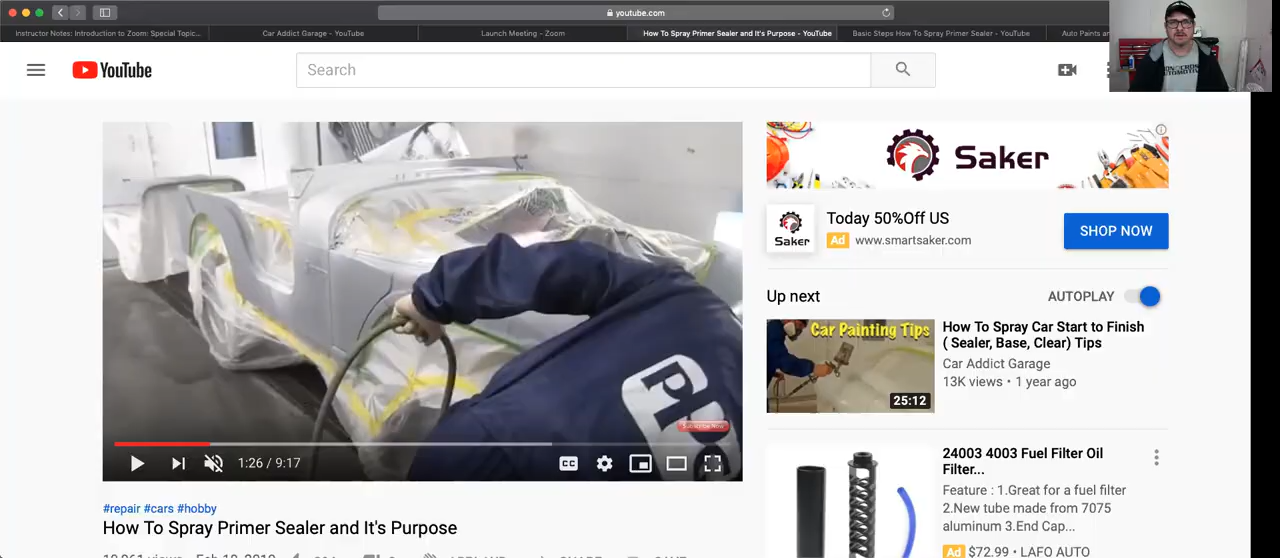 youtube.com
Instructor Notes: Introduction to Zoom: Special Topic...
Car Addict Garage - YouTube
Launch Meeting - Zoom
How To Spray Primer Sealer and It's Purpose - YouTube
Basic Steps How To Spray Primer Sealer - YouTube
Auto Paints an
YouTube
Search
Saker
Saker
Today 50%Off US
Ad www.smartsaker.com
SHOP NOW
Up next
AUTOPLAY
Car Painting Tips
25:12
How To Spray Car Start to Finish
( Sealer, Base, Clear) Tips
Car Addict Garage
13K views • 1 year ago
Subscribe Now
CC
1:26 / 9:17
24003 4003 Fuel Filter Oil
Filter...
Feature : 1.Great for a fuel filter
2.New tube made from 7075
aluminum 3.End Cap...
Ad $72.99 • LAFO AUTO
#repair #cars #hobby
How To Spray Primer Sealer and It's Purpose